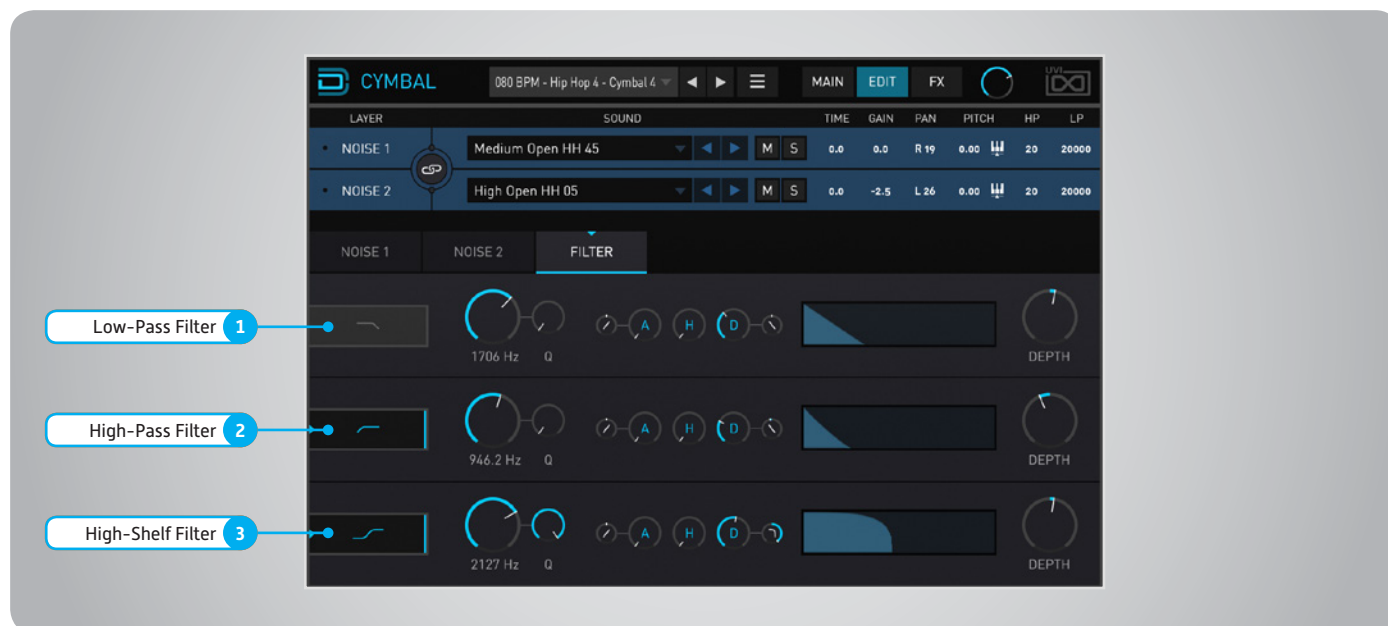 CYMBAL 080 BPM - Hip Hop 4 - Cymbal 4 MAIN EDIT FX UVI
LAYER SOUND TIME GAIN PAN PITCH HP LP
NOISE 1 Medium Open HH 45 M S 0.0 0.0 R 19 0.00 20 20000
NOISE 2 High Open HH 05 M S 0.0 -2.5 L 26 0.00 20 20000
NOISE 1 NOISE 2 FILTER
Low-Pass Filter 1
A H D
1706 Hz Q DEPTH
High-Pass Filter 2
A H D
946.2 Hz Q DEPTH
High-Shelf Filter 3
A H D
2127 Hz Q DEPTH